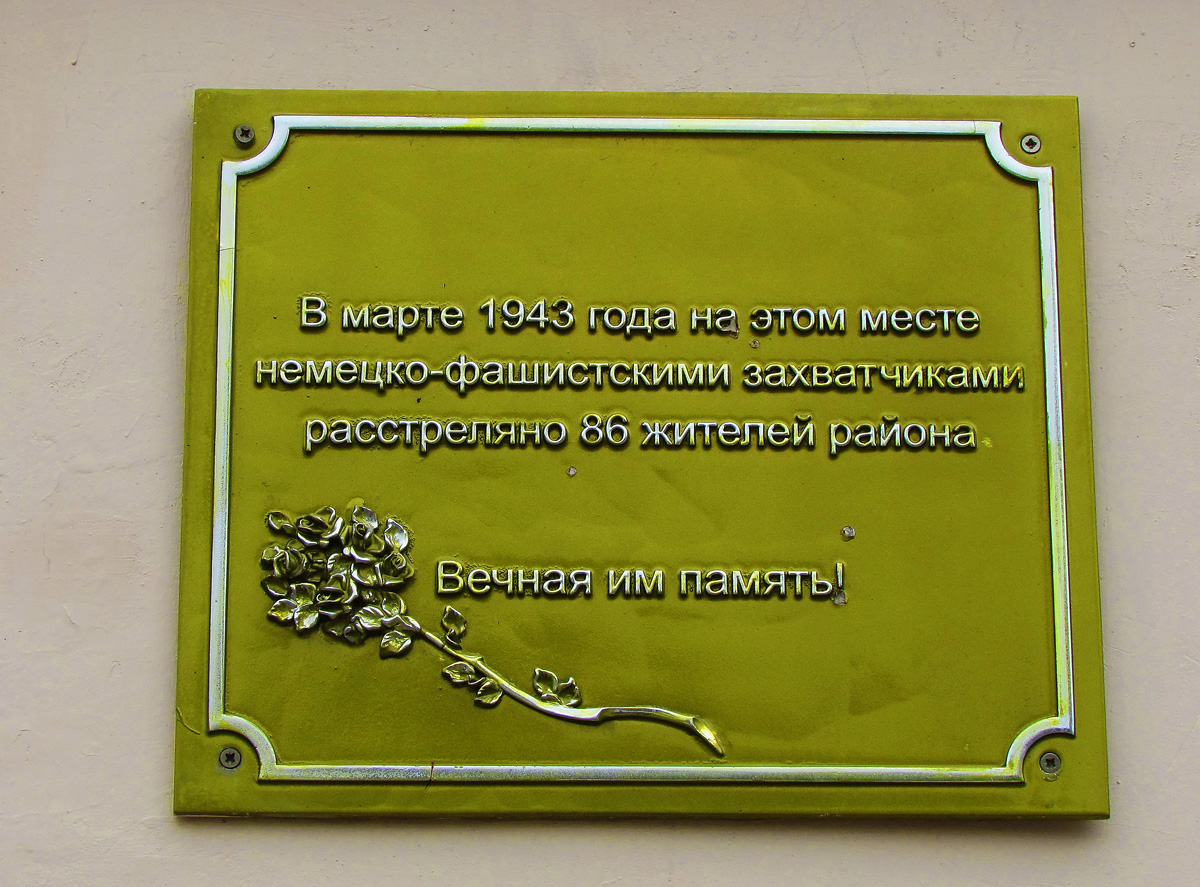 В марте 1943 года на этом месте
немецко-фашистскими захватчиками
расстреляно 86 жителей района
Вечная им память!